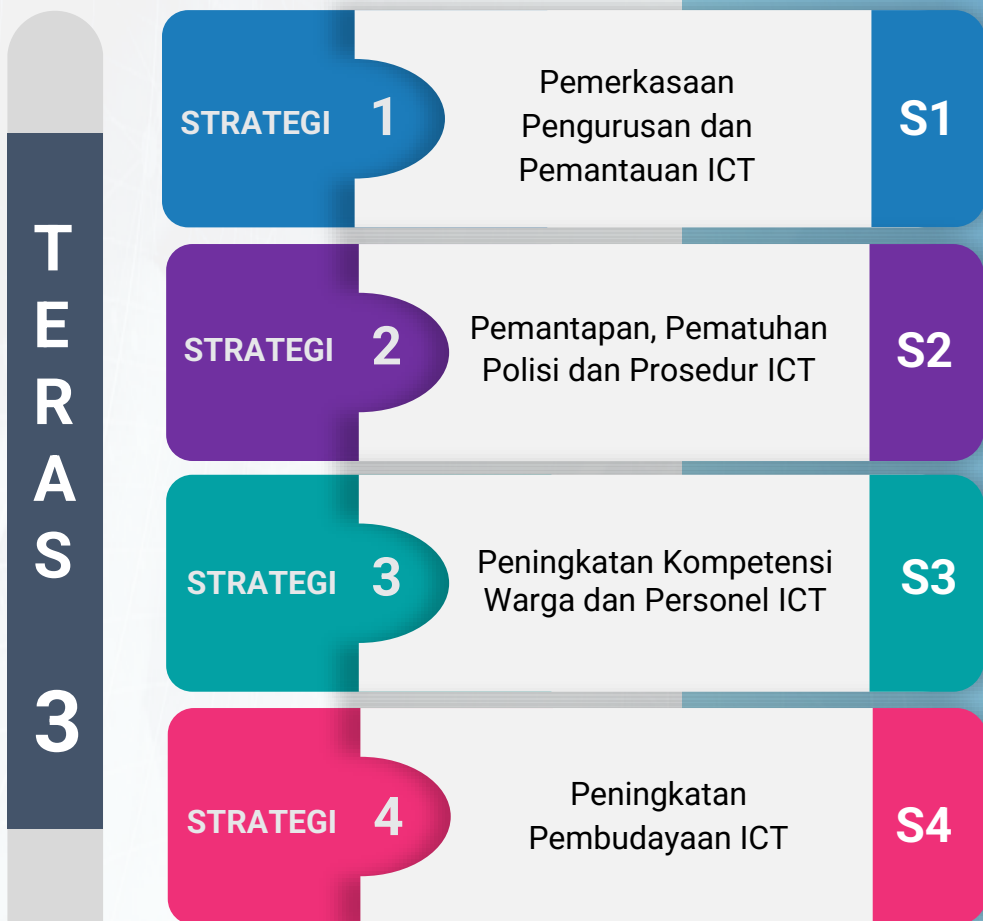 TERAS
3
STRATEGI 1
Pemerkasaan
Pengurusan dan
Pemantauan ICT
S1
STRATEGI 2
Pemantapan, Pematuhan
Polisi dan Prosedur ICT
S2
STRATEGI 3
Peningkatan Kompetensi
Warga dan Personel ICT
S3
STRATEGI 4
Peningkatan
Pembudayaan ICT
S4